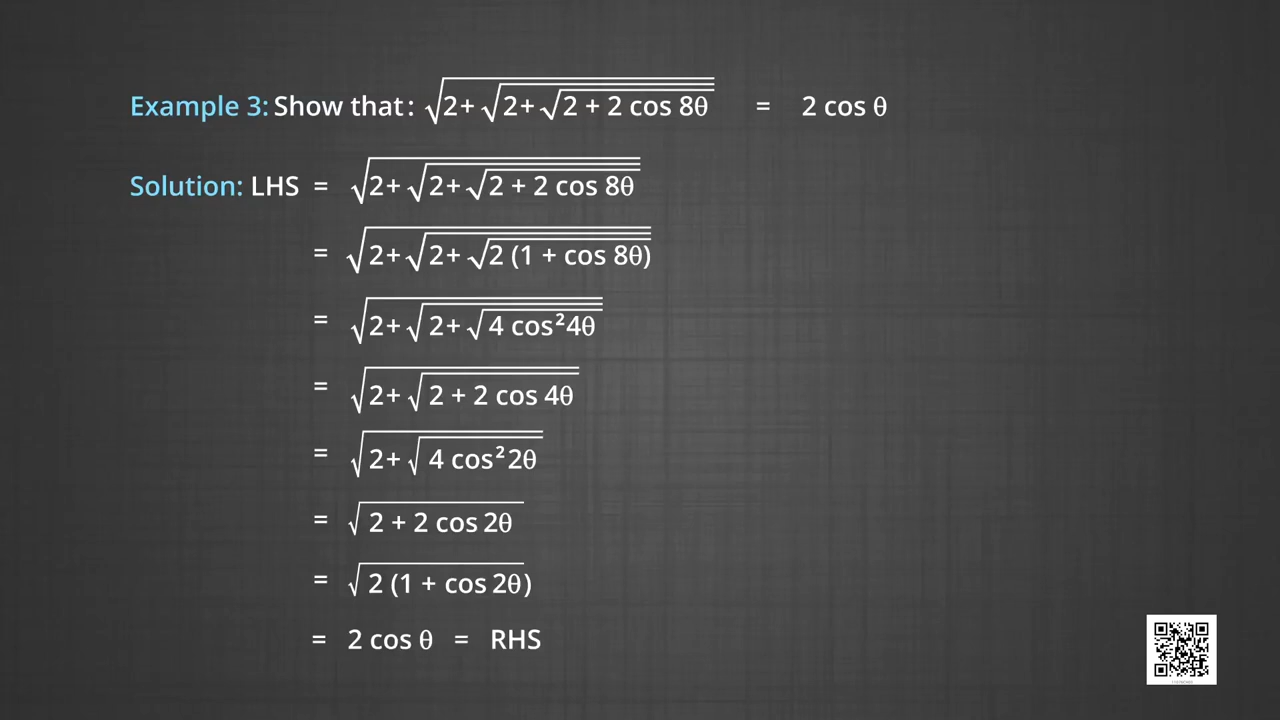 Example 3: Show that: √2+ √2+ √2 + 2 cos 8θ = 2 cos θ
Solution: LHS = √2+ √2+ √2 + 2 cos 8θ
= √2+ √2+ √2 (1 + cos 8θ)
= √2+ √2+ √4 cos²4θ
= √2+ √2 + 2 cos 4θ
= √2+ √4 cos²2θ
= √2 + 2 cos 2θ
= √2 (1 + cos 2θ)
= 2 cos θ = RHS